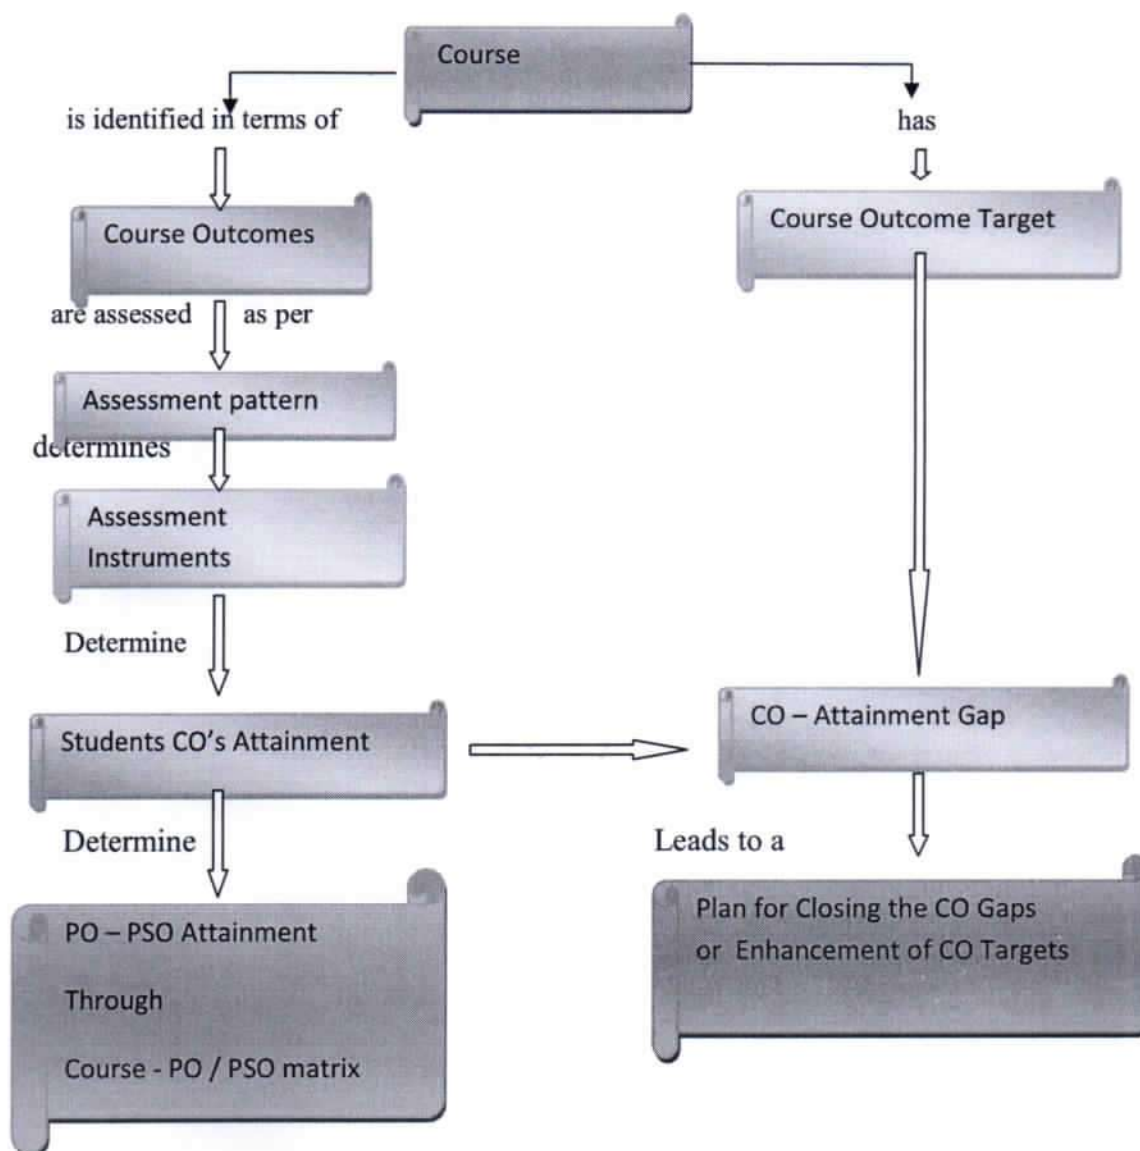 Course
is identified in terms of
has
Course Outcomes
Course Outcome Target
are assessed as per
Assessment pattern
determines
Assessment
Instruments
Determine
Students CO's Attainment
CO – Attainment Gap
Determine
Leads to a
PO – PSO Attainment
Through
Course - PO / PSO matrix
Plan for Closing the CO Gaps
or Enhancement of CO Targets